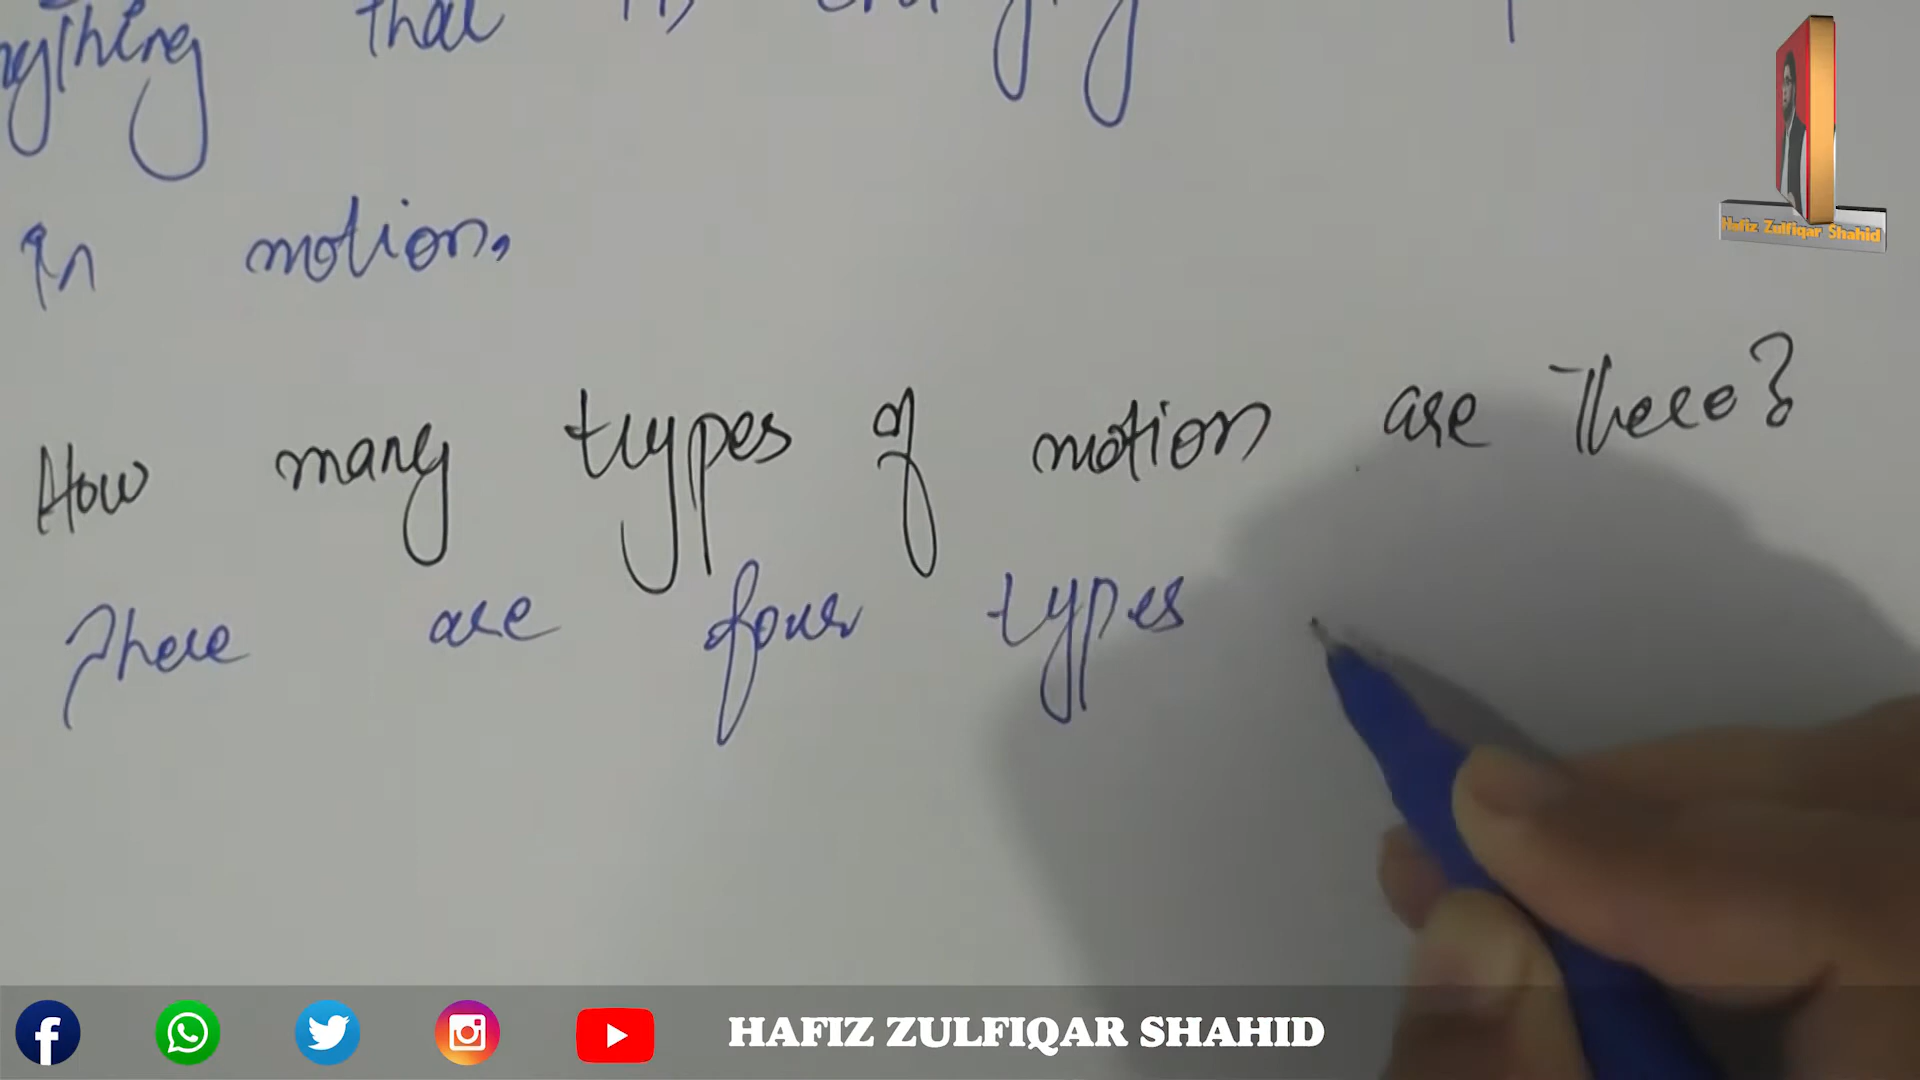 that is
in motion.
How many types of motion are there?
There are four types
Hafiz Zulfiqar Shahid
HAFIZ ZULFIQAR SHAHID